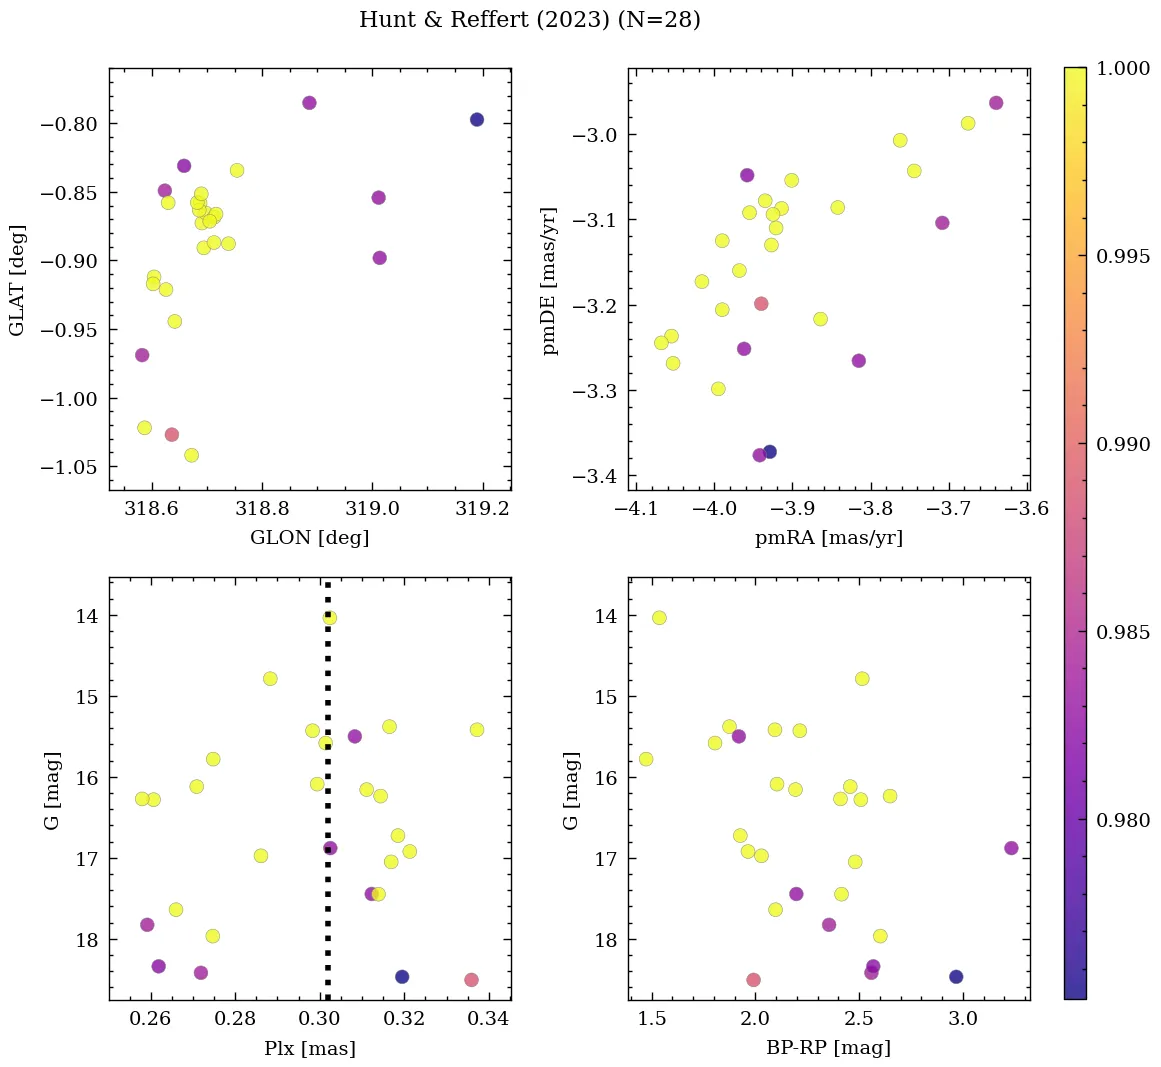 Hunt & Reffert (2023) (N=28)
−0.80
−0.85
−0.90
−0.95
−1.00
−1.05
GLAT [deg]
318.6 318.8 319.0 319.2
GLON [deg]
−3.0
−3.1
−3.2
−3.3
−3.4
pmDE [mas/yr]
−4.1 −4.0 −3.9 −3.8 −3.7 −3.6
pmRA [mas/yr]
14
15
16
17
18
G [mag]
0.26 0.28 0.30 0.32 0.34
Plx [mas]
14
15
16
17
18
G [mag]
1.5 2.0 2.5 3.0
BP-RP [mag]
1.000
0.995
0.990
0.985
0.980